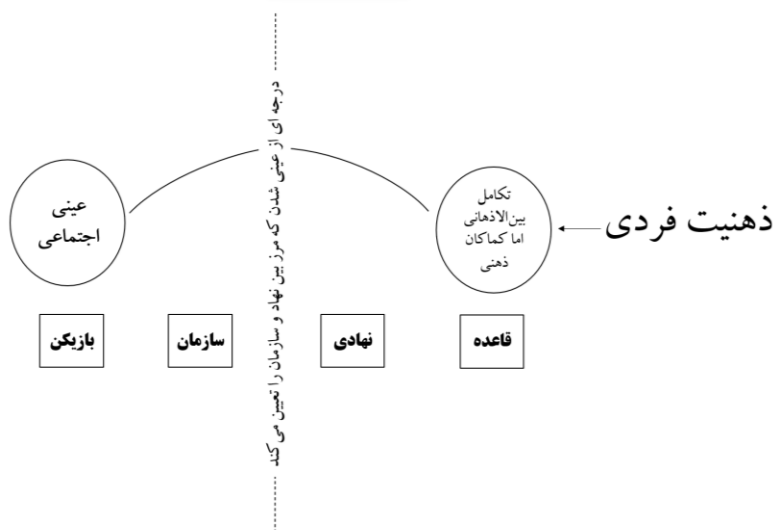 ذهنیت فردی
تکامل
بین‌الاذهانی
اما کماکان
ذهنی
درجه ای از عینی شدن که مرز بین نهاد و سازمان را تعیین می کند
عینی
اجتماعی
قاعده
نهادی
سازمان
بازیکن